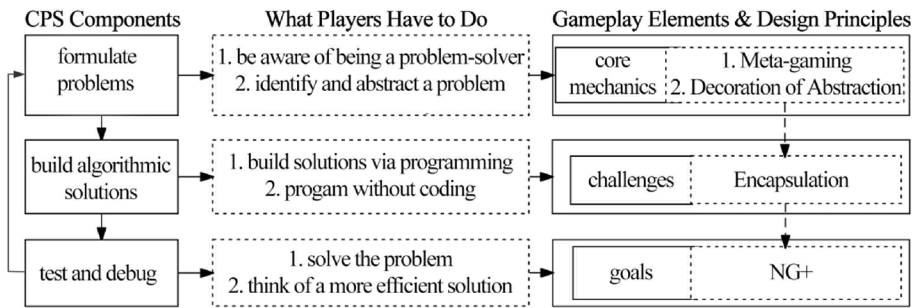 CPS Components
What Players Have to Do
Gameplay Elements & Design Principles
formulate
problems
1. be aware of being a problem-solver
2. identify and abstract a problem
core
mechanics
1. Meta-gaming
2. Decoration of Abstraction
build algorithmic
solutions
1. build solutions via programming
2. progam without coding
challenges
Encapsulation
test and debug
1. solve the problem
2. think of a more efficient solution
goals
NG+